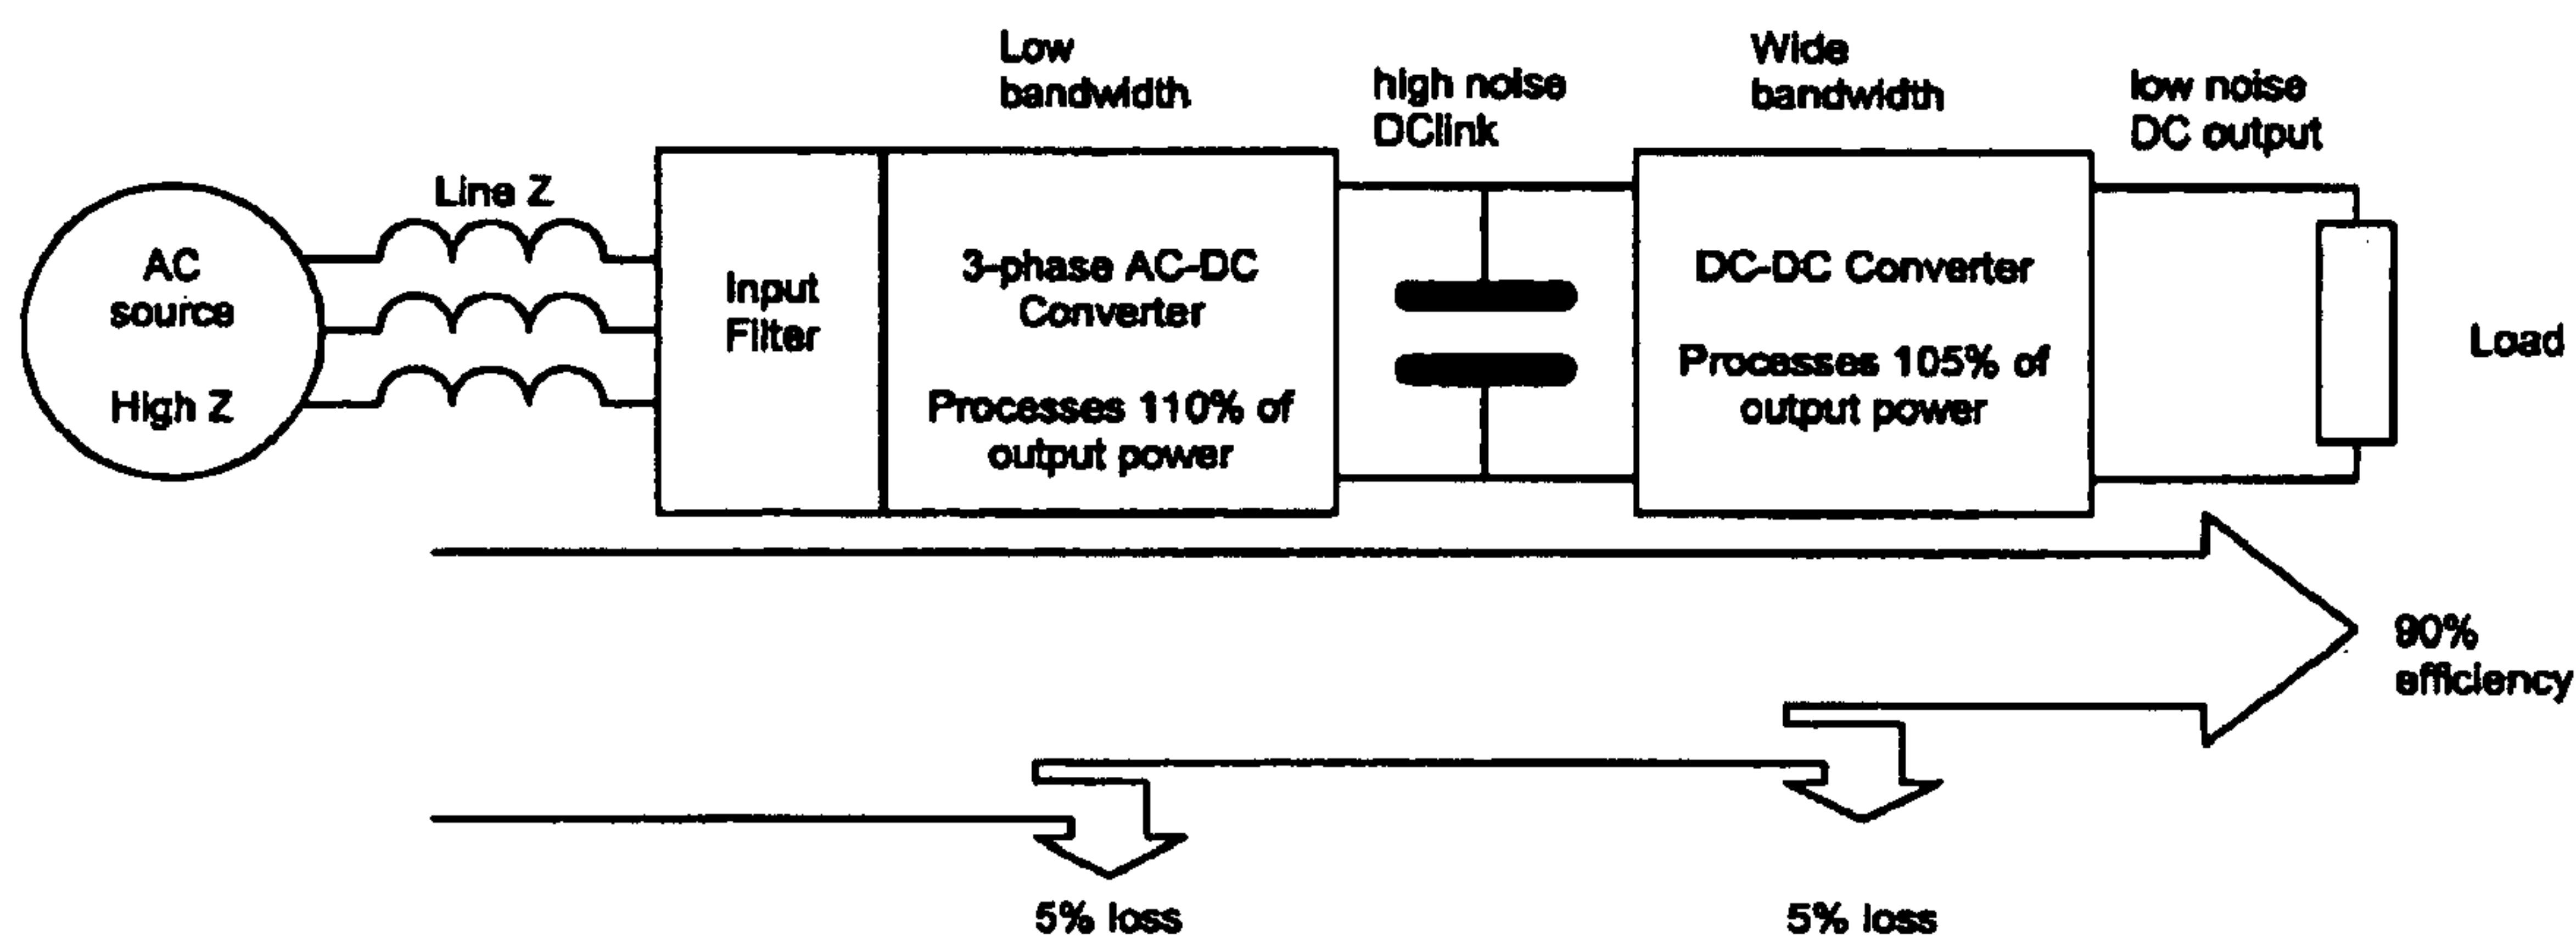 Low
bandwidth
high noise
DClink
Wide
bandwidth
low noise
DC output
Line Z
AC
source
High Z
Input
Filter
3-phase AC-DC
Converter
Processes 110% of
output power
DC-DC Converter
Processes 105% of
output power
Load
90%
efficiency
5% loss
5% loss